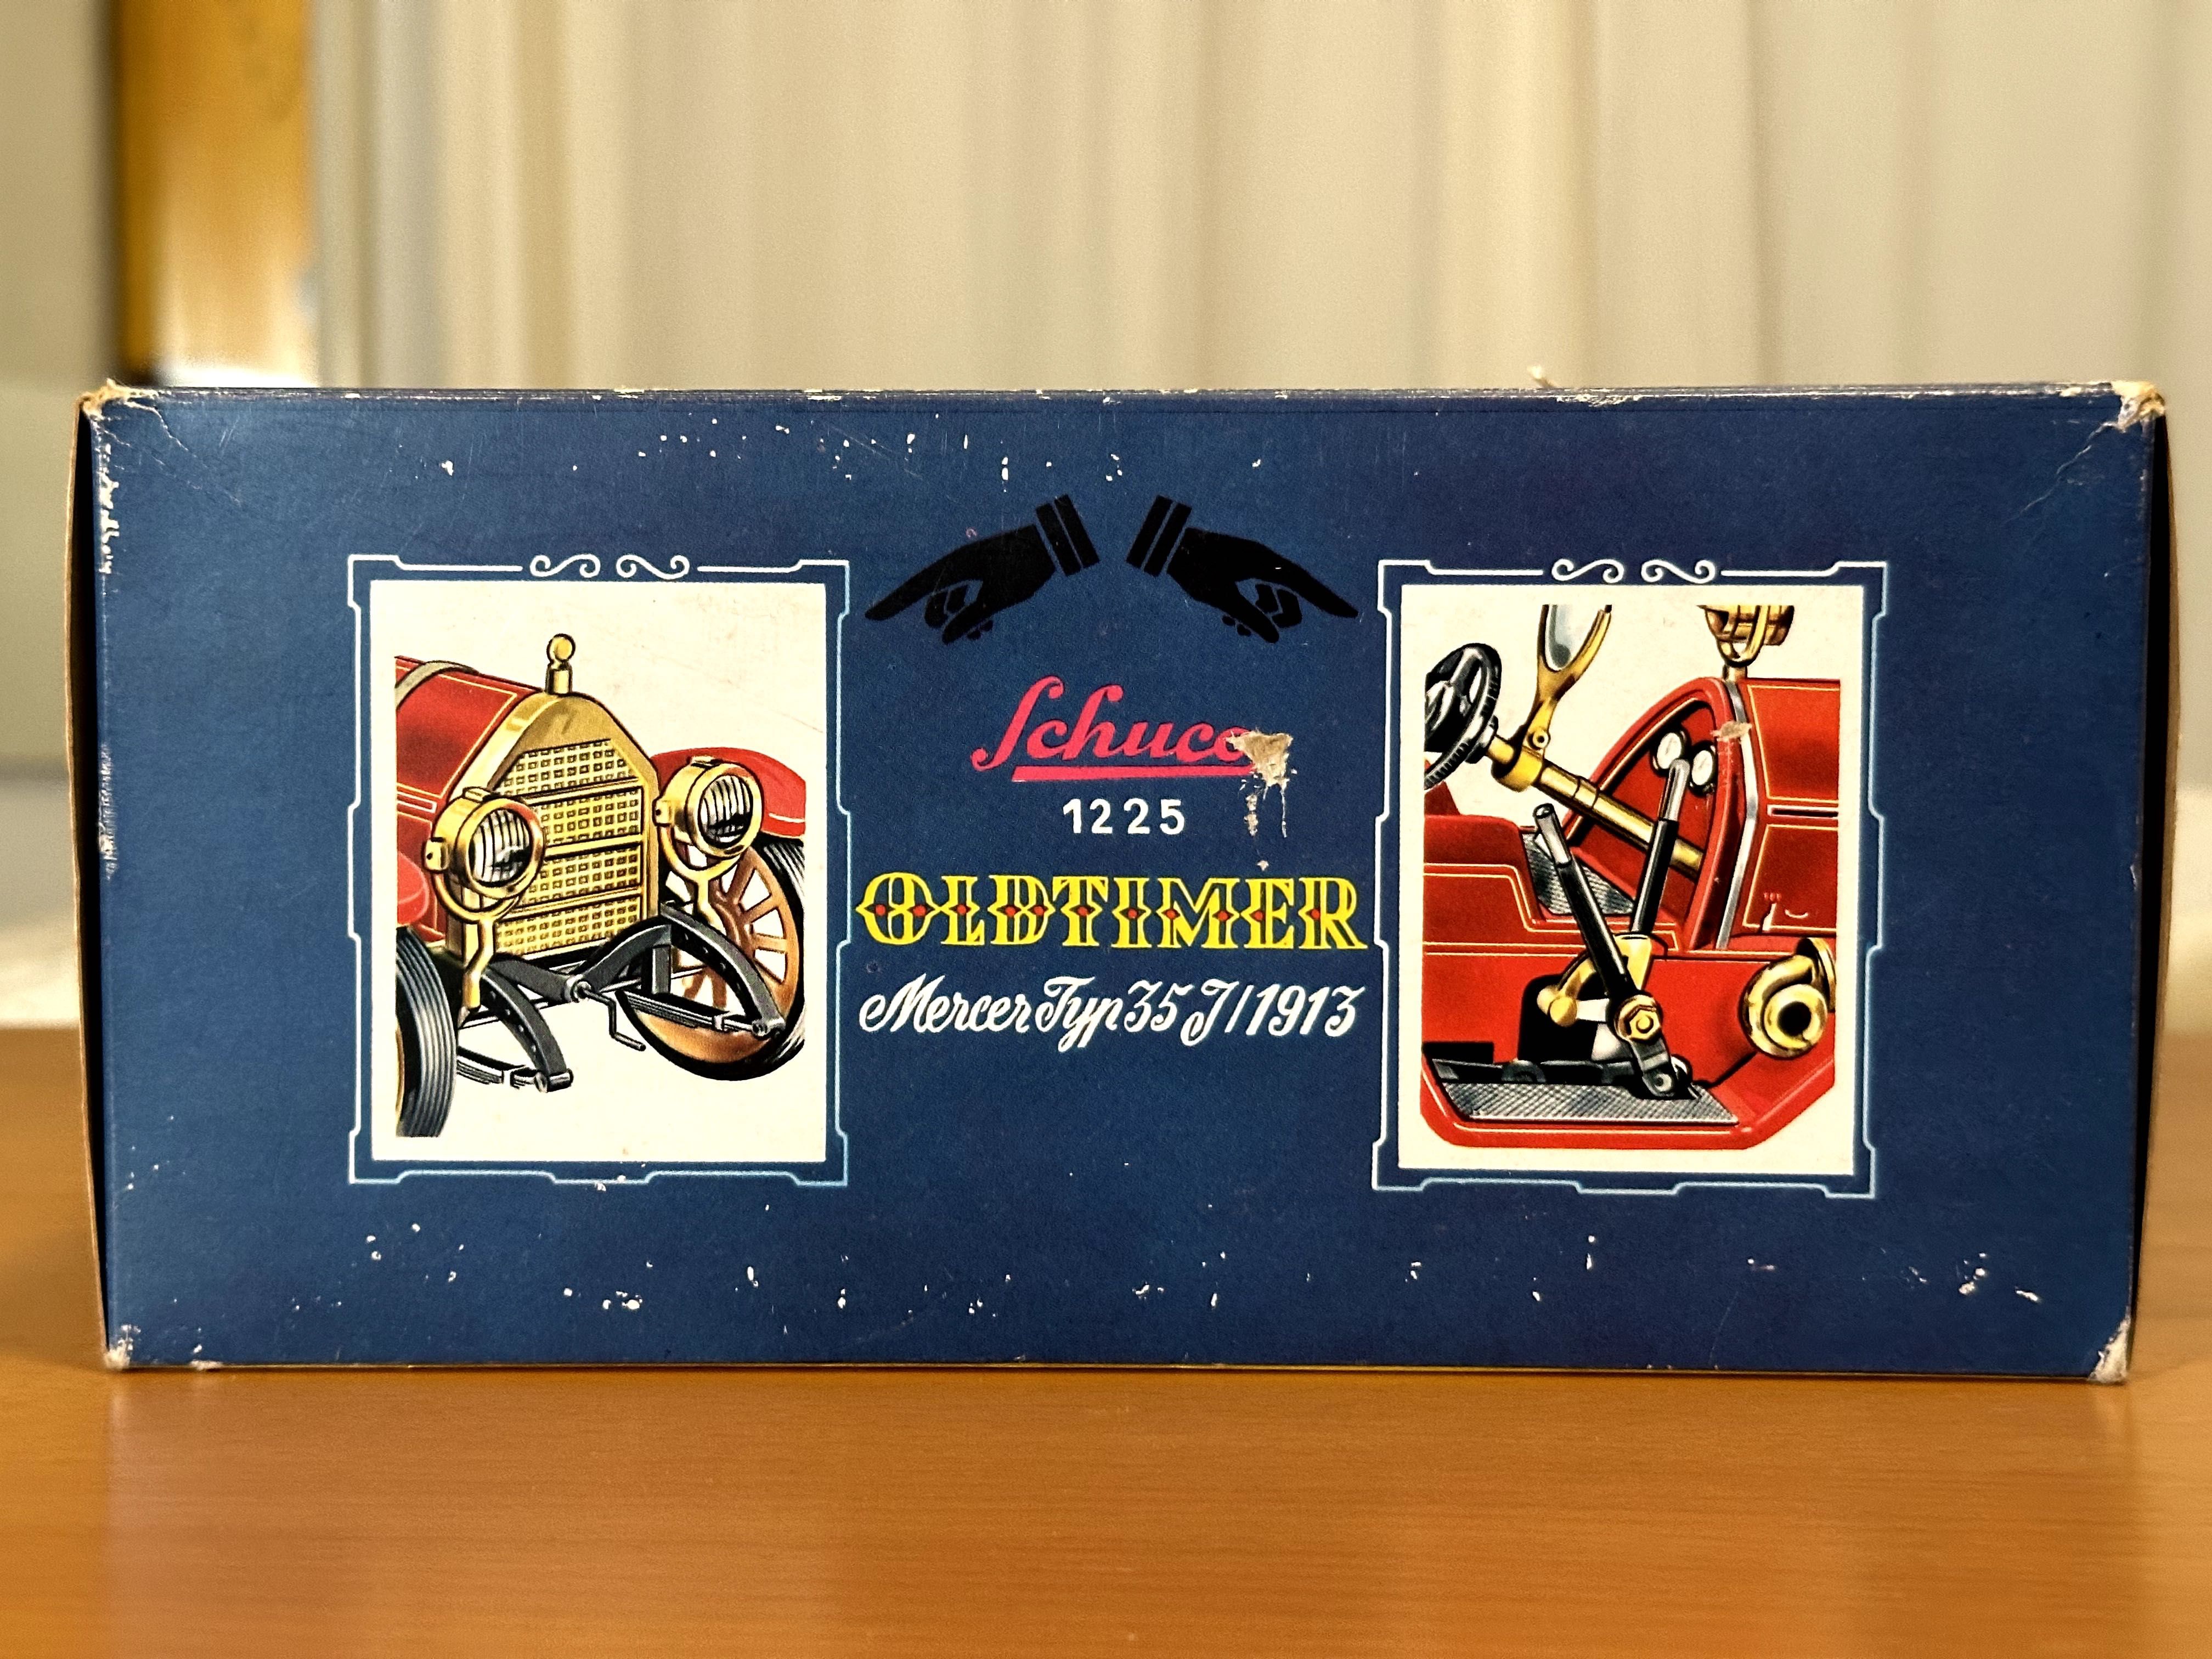 Schuco
1225
OLDTIMER
Mercer Typ 35 J/1913